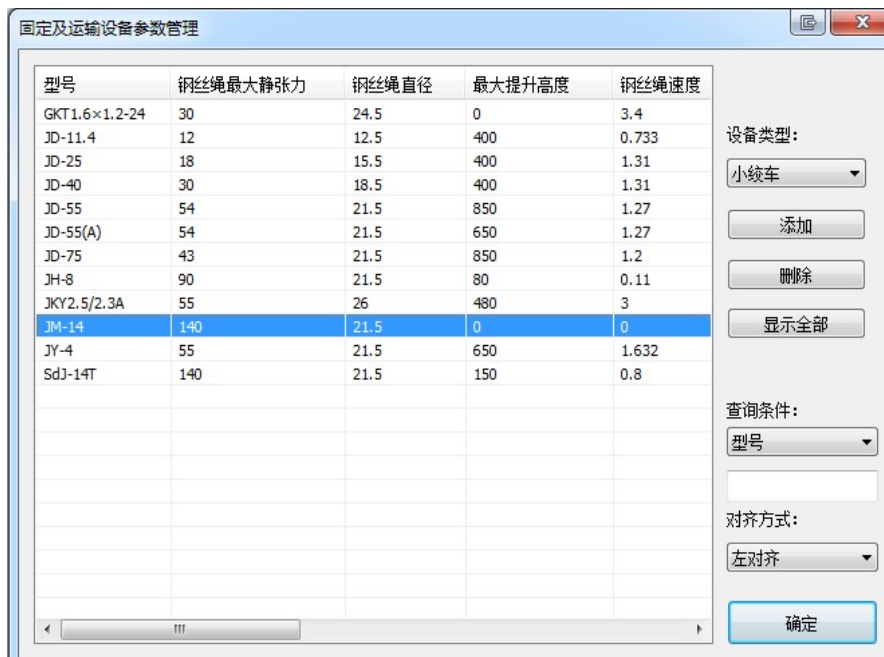 固定及运输设备参数管理
型号 钢丝绳最大静张力 钢丝绳直径 最大提升高度 钢丝绳速度
GKT1.6×1.2-24 30 24.5 0 3.4
JD-11.4 12 12.5 400 0.733
JD-25 18 15.5 400 1.31
JD-40 30 18.5 400 1.31
JD-55 54 21.5 850 1.27
JD-55(A) 54 21.5 650 1.27
JD-75 43 21.5 850 1.2
JH-8 90 21.5 80 0.11
JKY2.5/2.3A 55 26 480 3
JM-14 140 21.5 0 0
JY-4 55 21.5 650 1.632
SdJ-14T 140 21.5 150 0.8
设备类型：
小绞车
添加
删除
显示全部
查询条件：
型号
对齐方式：
左对齐
确定